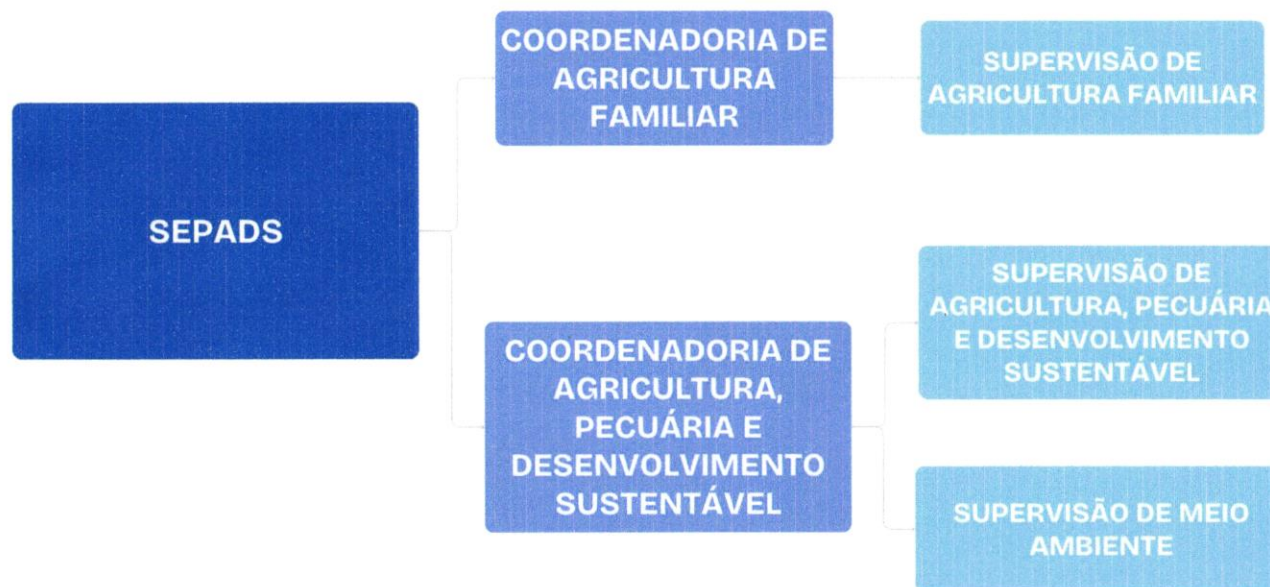 SEPADS
COORDENADORIA DE
AGRICULTURA
FAMILIAR
SUPERVISÃO DE
AGRICULTURA FAMILIAR
COORDENADORIA DE
AGRICULTURA,
PECUÁRIA E
DESENVOLVIMENTO
SUSTENTÁVEL
SUPERVISÃO DE
AGRICULTURA, PECUÁRIA
E DESENVOLVIMENTO
SUSTENTÁVEL
SUPERVISÃO DE MEIO
AMBIENTE